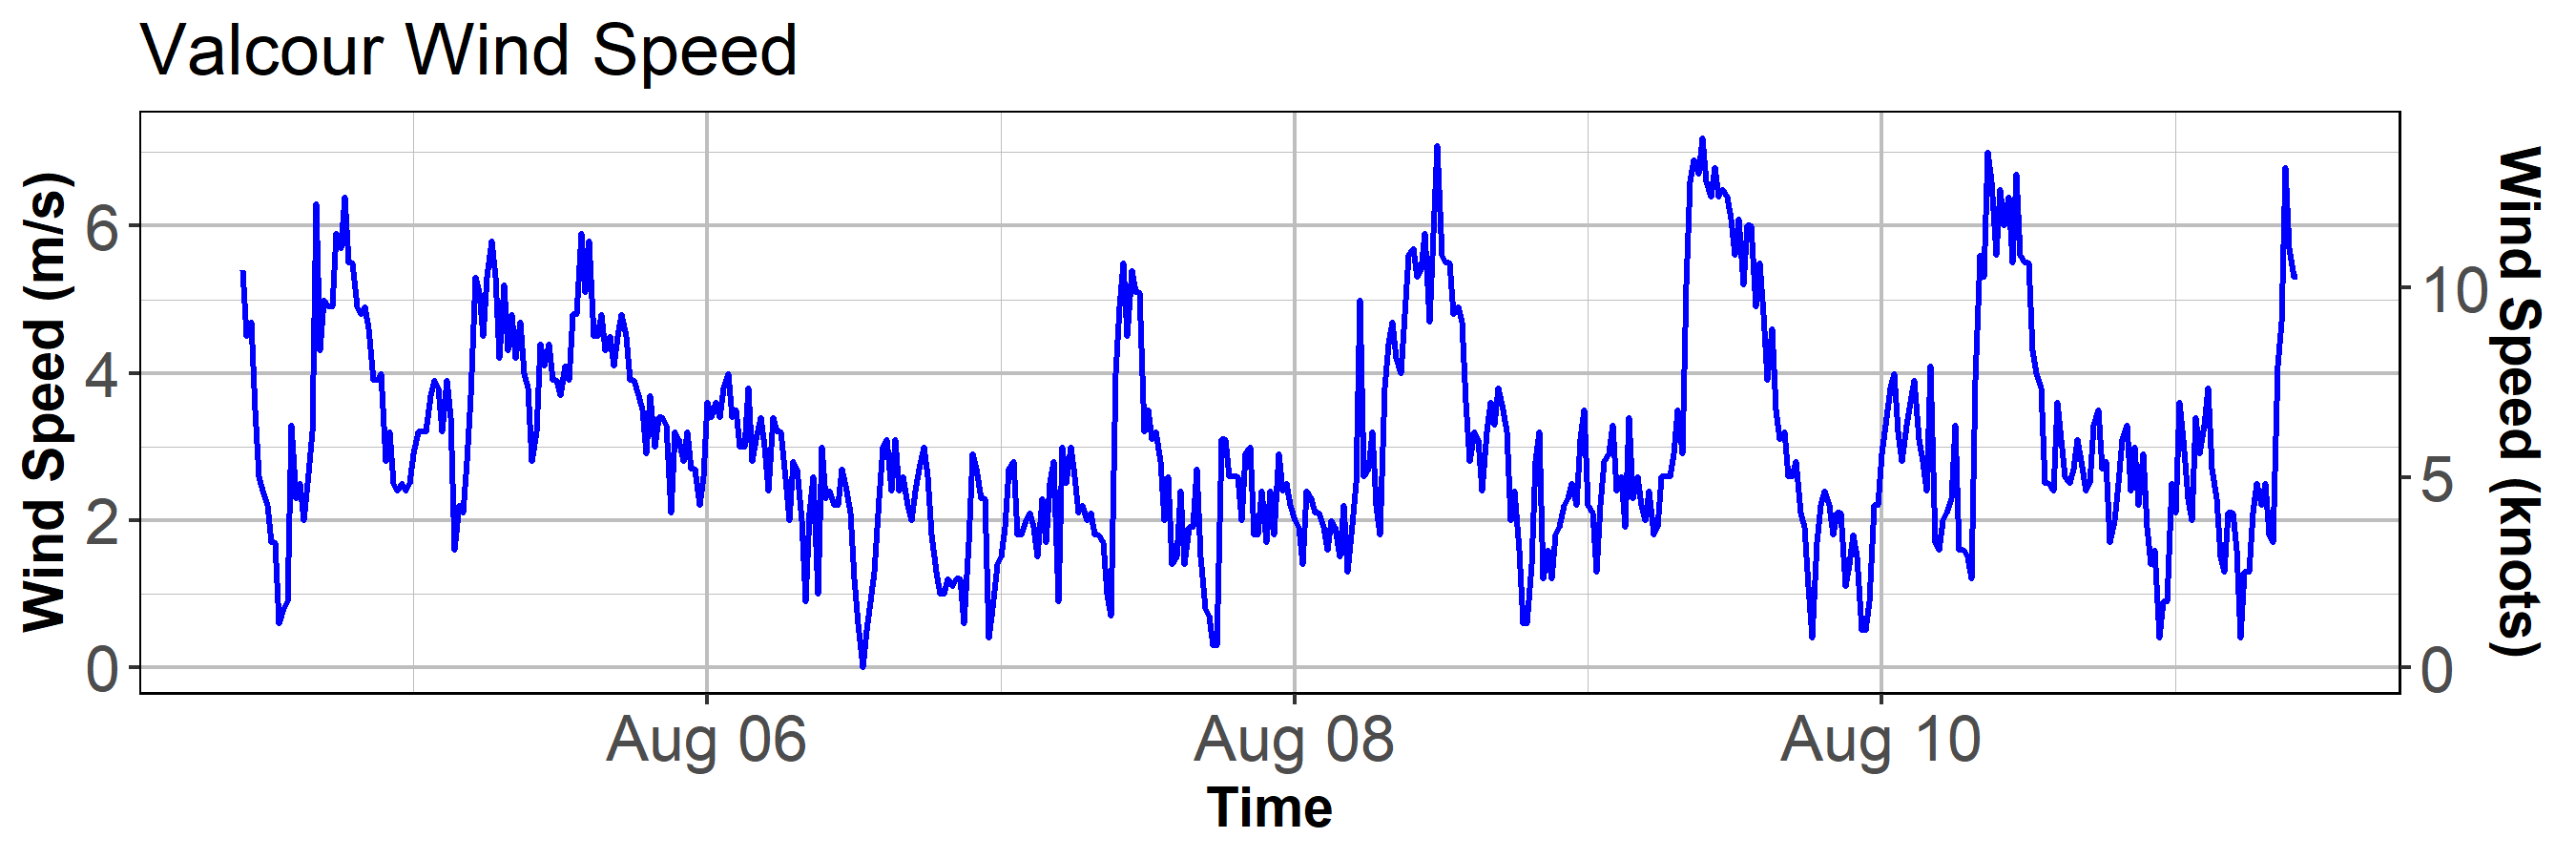 Valcour Wind Speed
Wind Speed (m/s)
6
4
2
0
10
5
0
Wind Speed (knots)
Aug 06
Aug 08
Aug 10
Time